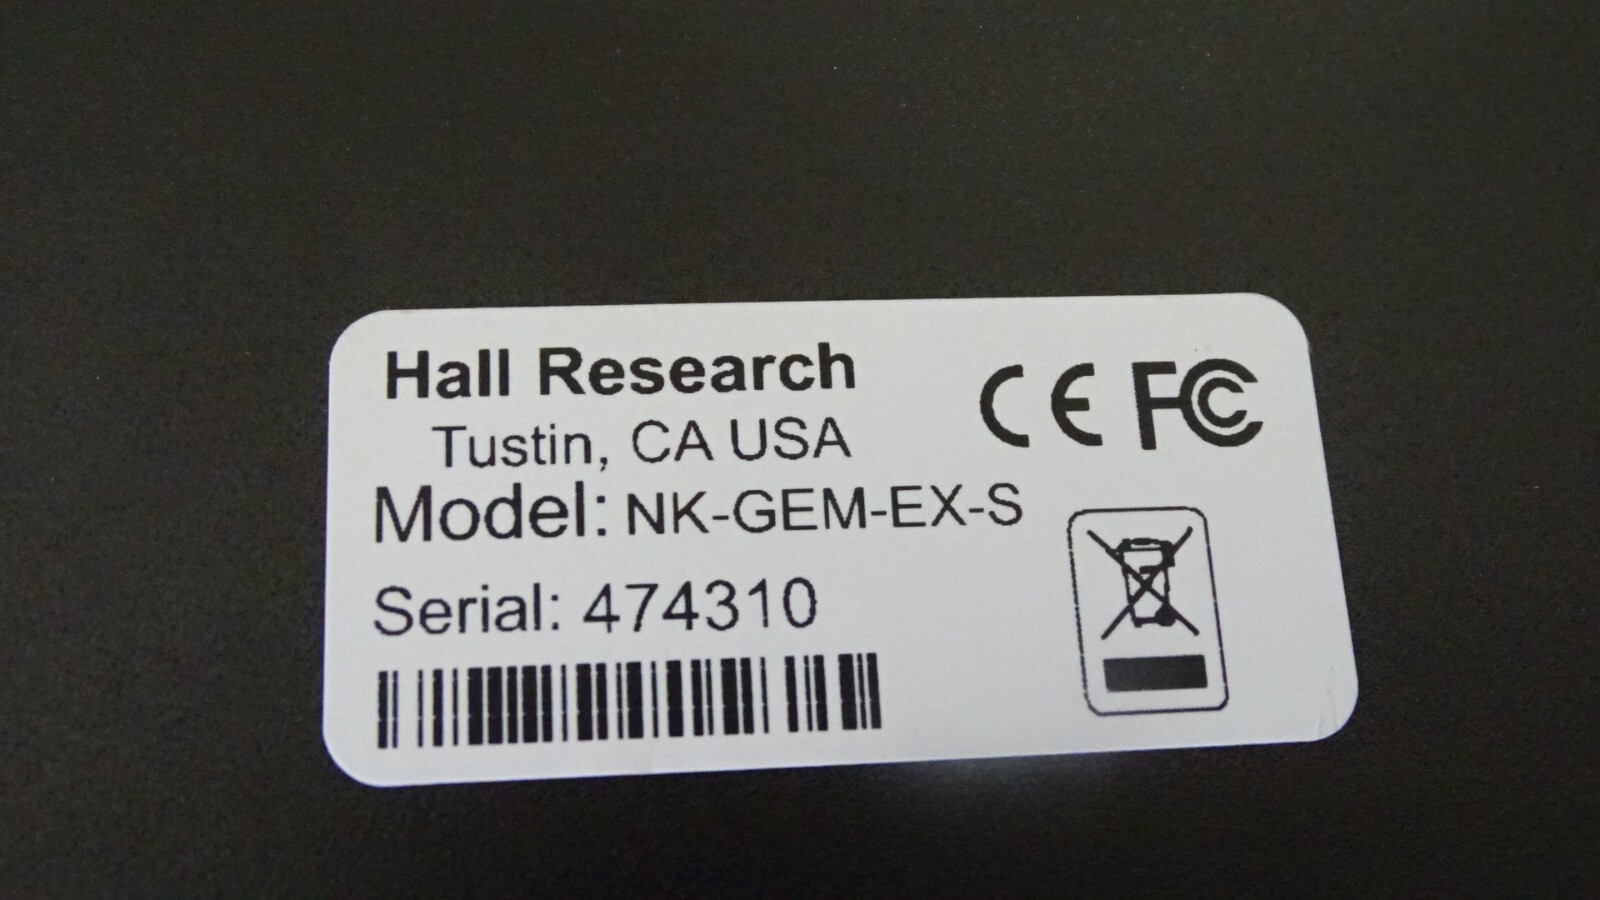 Hall Research
Tustin, CA USA
CE FC
Model: NK-GEM-EX-S
Serial: 474310